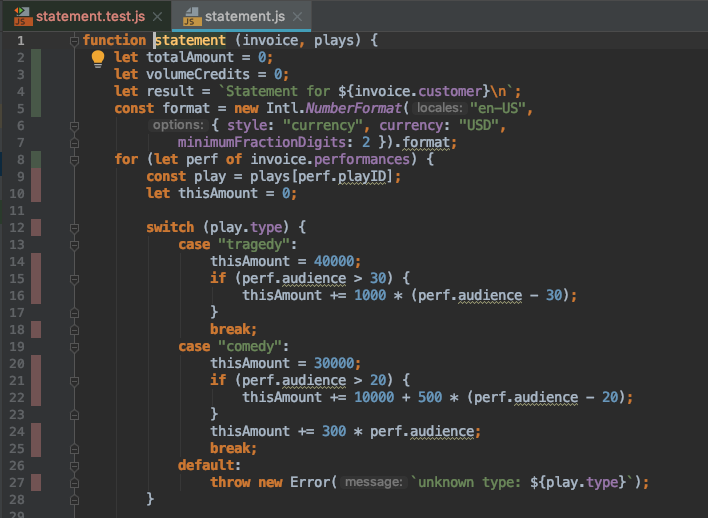 statement.test.js × statement.js ×
1 function statement (invoice, plays) {
2 let totalAmount = 0;
3 let volumeCredits = 0;
4 let result = `Statement for ${invoice.customer}\n`;
5 const format = new Intl.NumberFormat( locales: "en-US",
6 options: { style: "currency", currency: "USD",
7 minimumFractionDigits: 2 }).format;
8 for (let perf of invoice.performances) {
9 const play = plays[perf.playID];
10 let thisAmount = 0;
11
12 switch (play.type) {
13 case "tragedy":
14 thisAmount = 40000;
15 if (perf.audience > 30) {
16 thisAmount += 1000 * (perf.audience - 30);
17 }
18 break;
19 case "comedy":
20 thisAmount = 30000;
21 if (perf.audience > 20) {
22 thisAmount += 10000 + 500 * (perf.audience - 20);
23 }
24 thisAmount += 300 * perf.audience;
25 break;
26 default:
27 throw new Error( message: `unknown type: ${play.type}`);
28 }